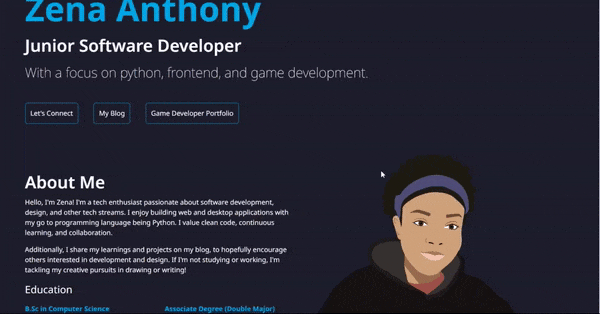 Zena Anthony
Junior Software Developer
With a focus on python, frontend, and game development.
Let's Connect
My Blog
Game Developer Portfolio
About Me
Hello, I'm Zena! I'm a tech enthusiast passionate about software development,
design, and other tech streams. I enjoy building web and desktop applications with
my go to programming language being Python. I value clean code, continuous
learning, and collaboration.
Additionally, I share my learnings and projects on my blog, to hopefully encourage
others interested in development and design. If I'm not studying or working, I'm
tackling my creative pursuits in drawing or writing!
Education
B.Sc in Computer Science
Associate Degree (Double Major)